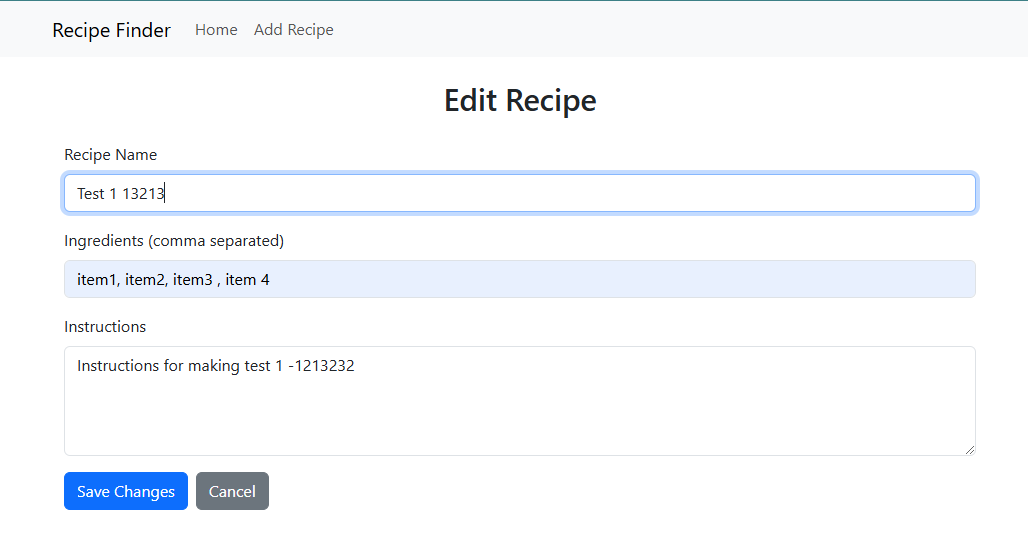 Recipe Finder Home Add Recipe
Edit Recipe
Recipe Name
Test 1 13213
Ingredients (comma separated)
item1, item2, item3 , item 4
Instructions
Instructions for making test 1 -1213232
Save Changes Cancel